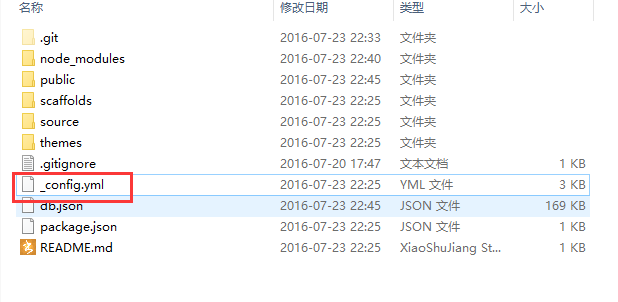 名称 修改日期 类型 大小
.git 2016-07-23 22:33 文件夹
node_modules 2016-07-23 22:40 文件夹
public 2016-07-23 22:45 文件夹
scaffolds 2016-07-23 22:25 文件夹
source 2016-07-23 22:25 文件夹
themes 2016-07-23 22:25 文件夹
.gitignore 2016-07-20 17:47 文本文档 1 KB
_config.yml 2016-07-23 22:25 YML 文件 3 KB
db.json 2016-07-23 22:45 JSON 文件 169 KB
package.json 2016-07-23 22:25 JSON 文件 1 KB
README.md 2016-07-23 22:25 XiaoShuJiang St... 1 KB